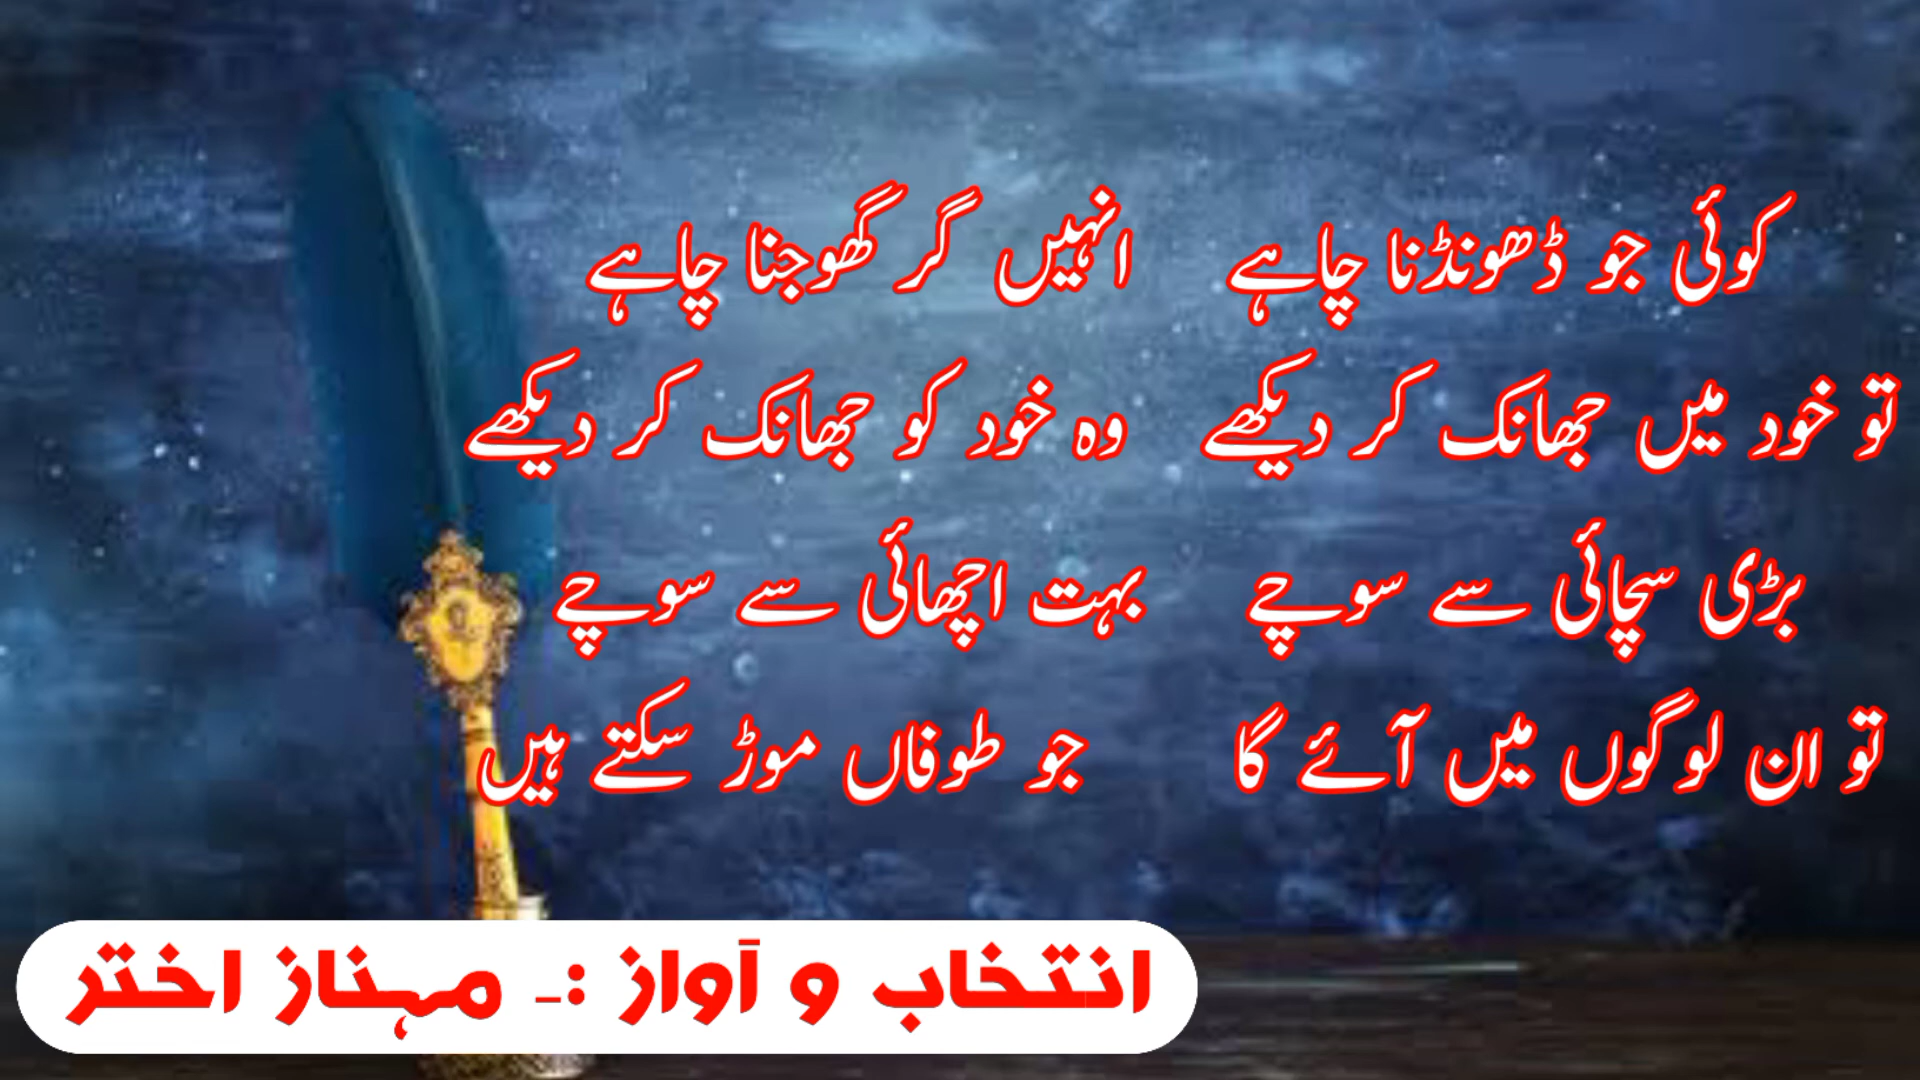 کوئی جو ڈھونڈنا چاہے انہیں گر گھوجنا چاہے
تو خود میں جھانک کر دیکھے وہ خود کو جھانک کر دیکھے
بڑی سچائی سے سوچے بہت اچھائی سے سوچے
تو ان لوگوں میں آئے گا جو طوفاں موڑ سکتے ہیں
انتخاب و آواز :۔ مہناز اختر